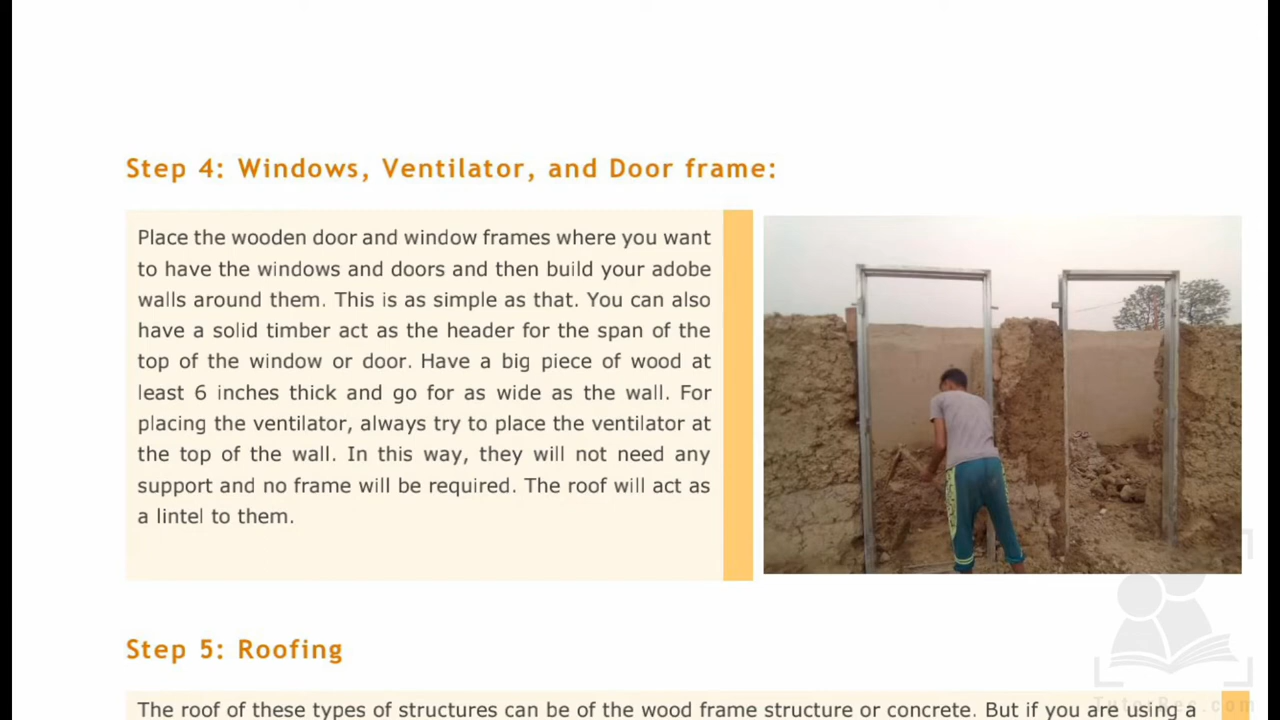 Step 4: Windows, Ventilator, and Door frame:
Place the wooden door and window frames where you want
to have the windows and doors and then build your adobe
walls around them. This is as simple as that. You can also
have a solid timber act as the header for the span of the
top of the window or door. Have a big piece of wood at
least 6 inches thick and go for as wide as the wall. For
placing the ventilator, always try to place the ventilator at
the top of the wall. In this way, they will not need any
support and no frame will be required. The roof will act as
a lintel to them.
Step 5: Roofing
The roof of these types of structures can be of the wood frame structure or concrete. But if you are using a